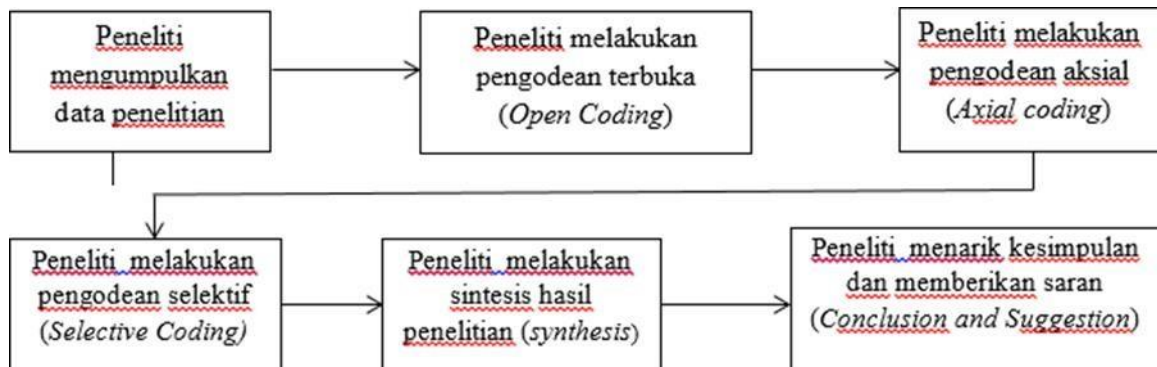 Peneliti
mengumpulkan
data penelitian
Peneliti melakukan
pengodean terbuka
(Open Coding)
Peneliti melakukan
pengodean aksial
(Axial coding)
Peneliti melakukan
pengodean selektif
(Selective Coding)
Peneliti melakukan
sintesis hasil
penelitian (synthesis)
Peneliti menarik kesimpulan
dan memberikan saran
(Conclusion and Suggestion)